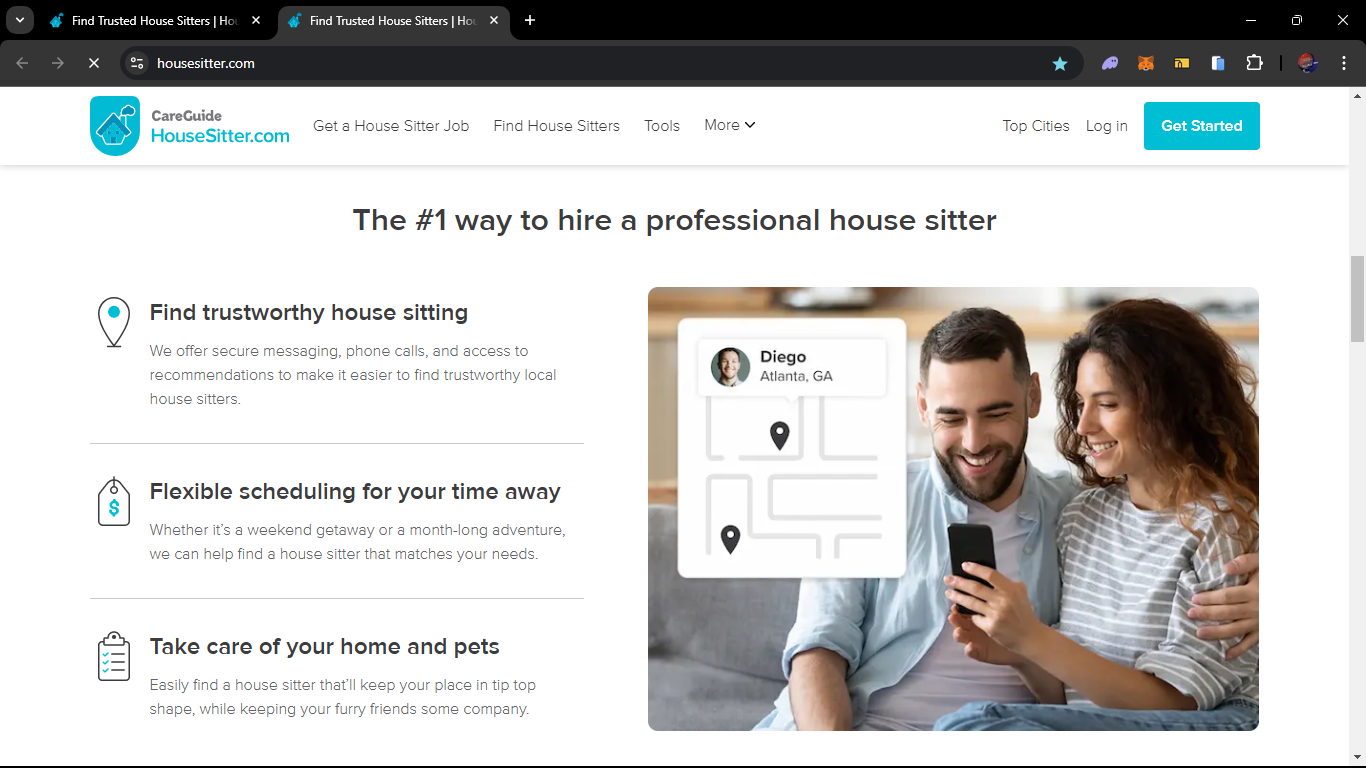 Find Trusted House Sitters | Ho
Find Trusted House Sitters | Ho
housesitter.com
CareGuide
HouseSitter.com
Get a House Sitter Job
Find House Sitters
Tools
More
Top Cities
Log in
Get Started
The #1 way to hire a professional house sitter
Find trustworthy house sitting
We offer secure messaging, phone calls, and access to
recommendations to make it easier to find trustworthy local
house sitters.
$
Flexible scheduling for your time away
Whether it's a weekend getaway or a month-long adventure,
we can help find a house sitter that matches your needs.
Take care of your home and pets
Easily find a house sitter that'll keep your place in tip top
shape, while keeping your furry friends some company.
Diego
Atlanta, GA